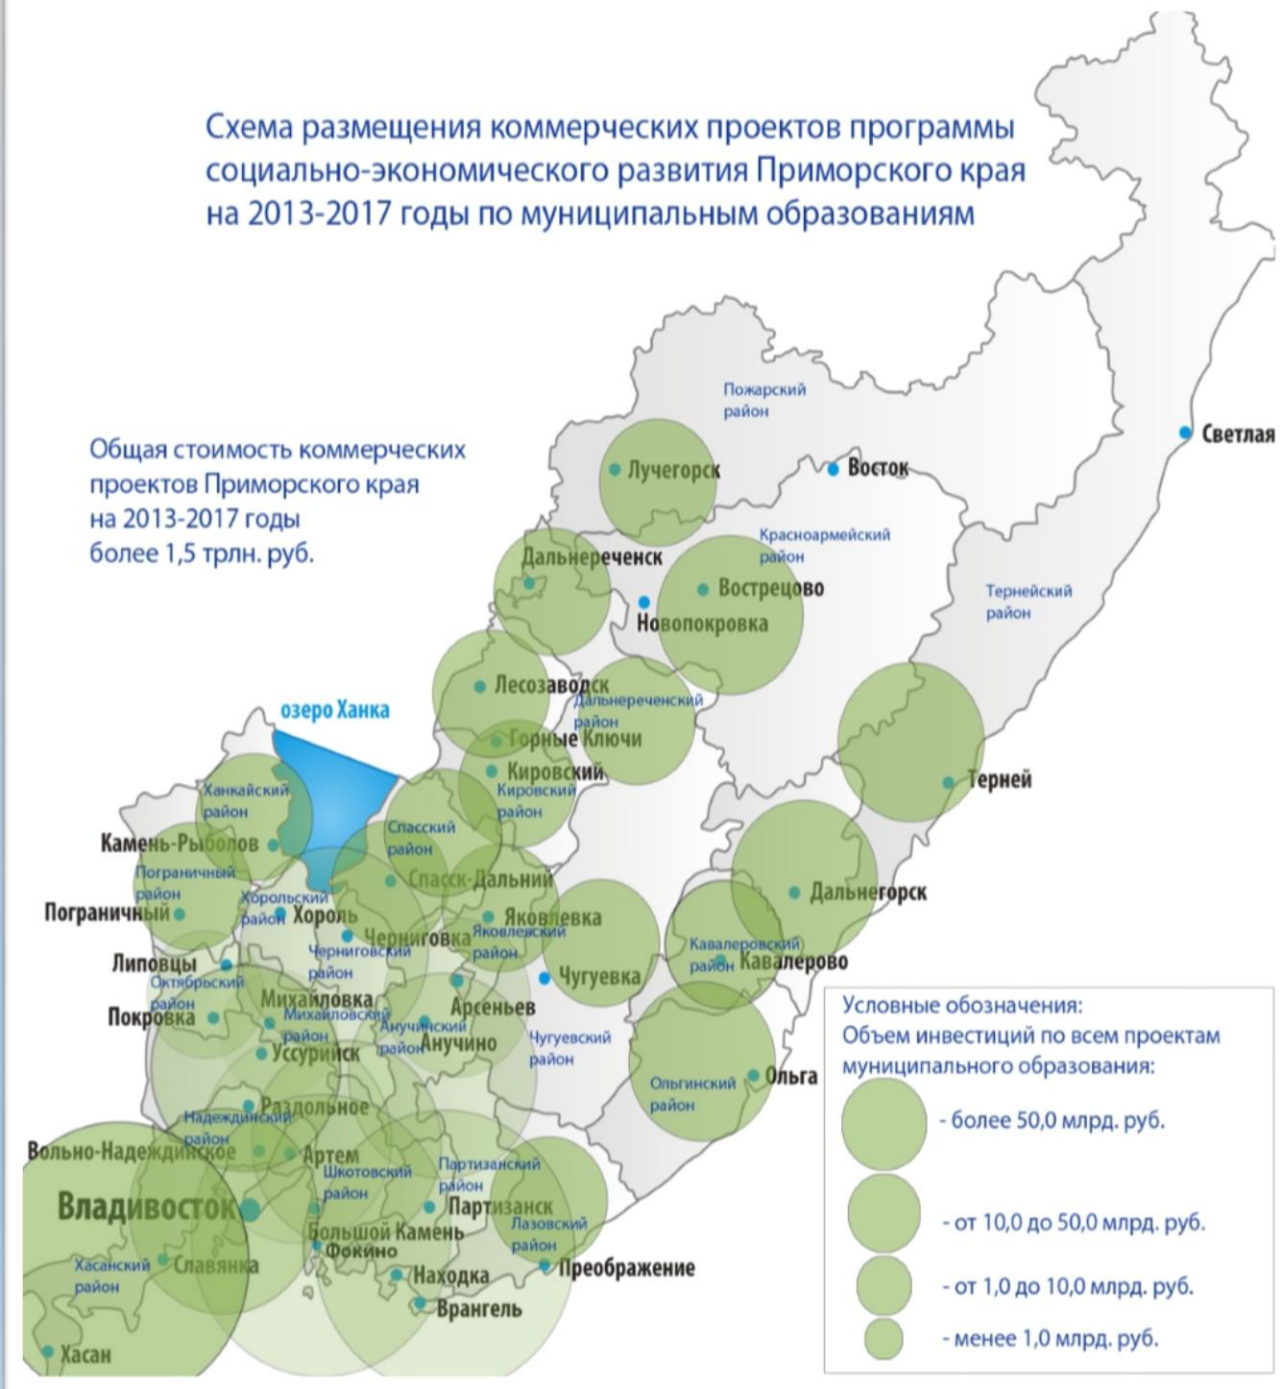 Схема размещения коммерческих проектов программы
социально-экономического развития Приморского края
на 2013-2017 годы по муниципальным образованиям
Общая стоимость коммерческих
проектов Приморского края
на 2013-2017 годы
более 1,5 трлн. руб.
Пожарский
район
Светлая
Лучегорск
Восток
Красноармейский
район
Дальнереченск
Вострецово
Новопокровка
Тернейский
район
Лесозаводск
Дальнереченский
район
озеро Ханка
Горные Ключи
Кировский
Кировский
район
Терней
Ханкайский
район
Спасский
район
Камень-Рыболов
Пограничный
район
Спасск-Дальний
Дальнегорск
Хорольский
район
Пограничный
Хороль
Яковлевка
Яковлевский
район
Черниговка
Черниговский
район
Кавалеровский
район
Кавалерово
Липовцы
Октябрьский
район
Чугуевка
Михайловка
Михайловский
район
Арсеньев
Покровка
Анучинский
район
Анучино
Чугуевский
район
Уссурийск
Ольга
Ольгинский
район
Раздольное
Надеждинский
район
Вольно-Надеждинское
Артем
Шкотовский
район
Партизанский
район
Владивосток
Партизанск
Лазовский
район
Большой Камень
Фокино
Хасанский
район
Славянка
Находка
Преображение
Врангель
Хасан
Условные обозначения:
Объем инвестиций по всем проектам
муниципального образования:
- более 50,0 млрд. руб.
- от 10,0 до 50,0 млрд. руб.
- от 1,0 до 10,0 млрд. руб.
- менее 1,0 млрд. руб.